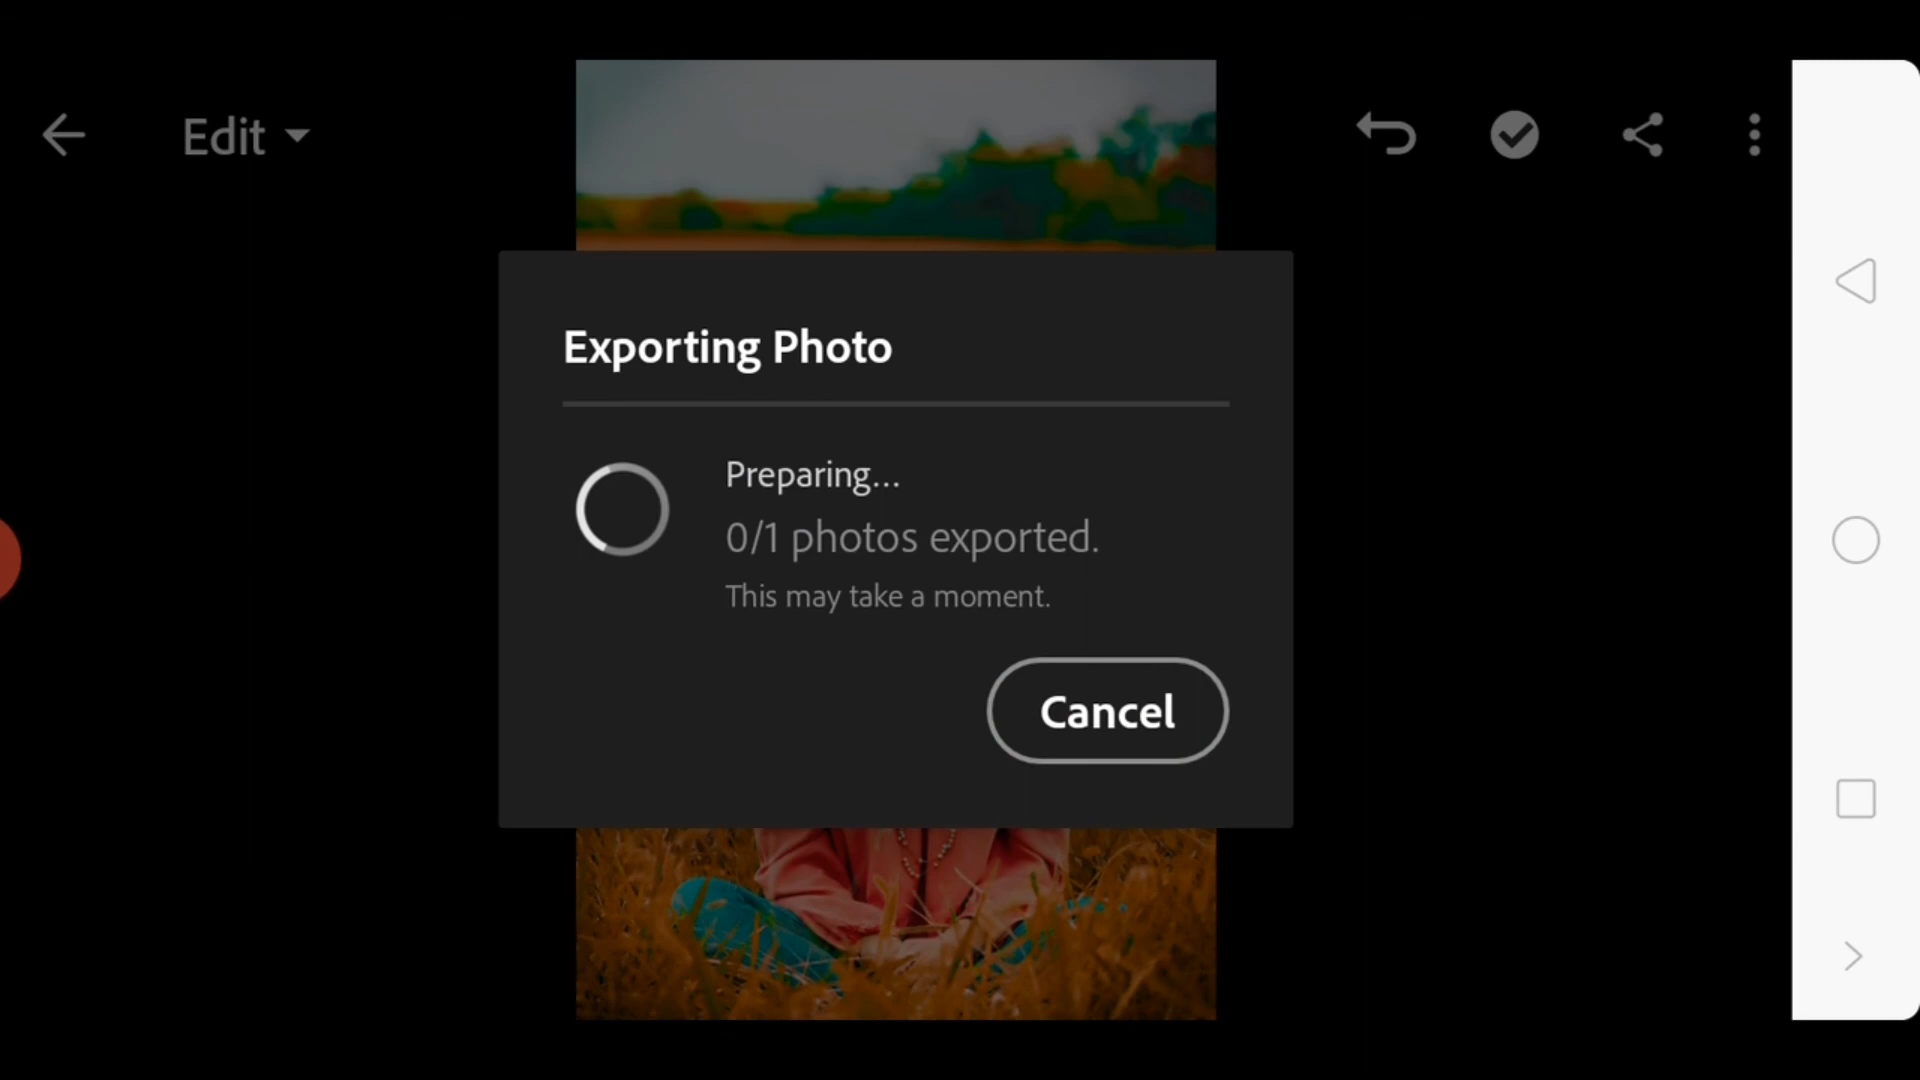 Edit
Exporting Photo
Preparing...
0/1 photos exported.
This may take a moment.
Cancel